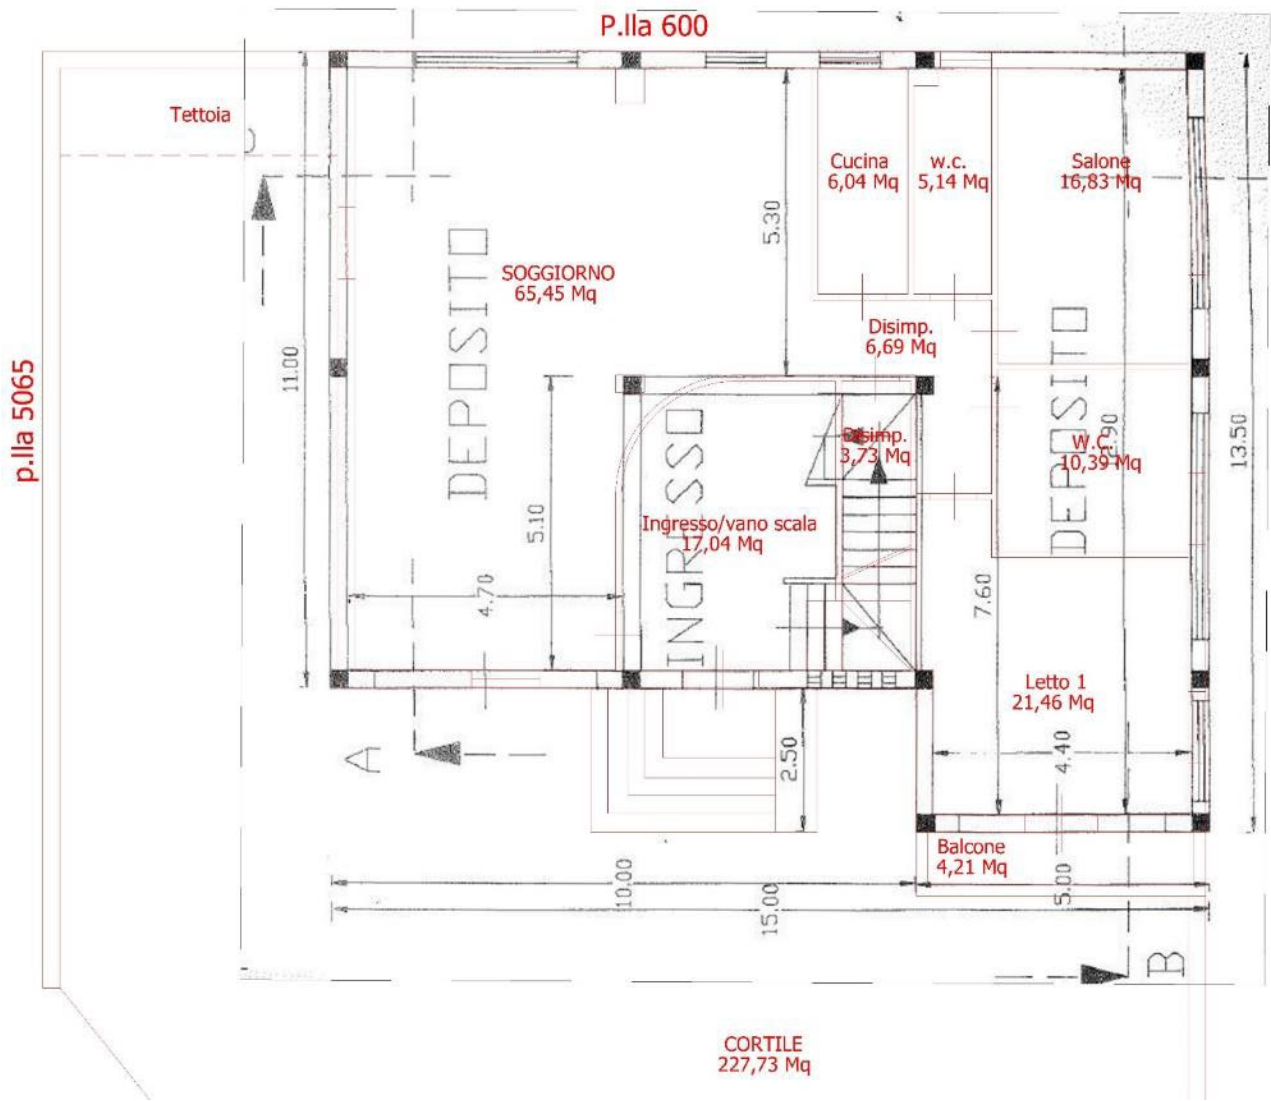 P.lla 600
Tettoia
Cucina
6,04 Mq
w.c.
5,14 Mq
Salone
16,83 Mq
5.30
SOGGIORNO
65,45 Mq
DEPOSITO
Disimp.
6,69 Mq
DEPOSITO
11.00
p.lla 5065
INGRESSO
Disimp.
3,73 Mq
W.C.
10,39 Mq
13.50
5.10
Ingresso/vano scala
17,04 Mq
4.70
7.60
Letto 1
21,46 Mq
A
2.50
4.40
Balcone
4,21 Mq
10.00
15.00
5.00
B
CORTILE
227,73 Mq